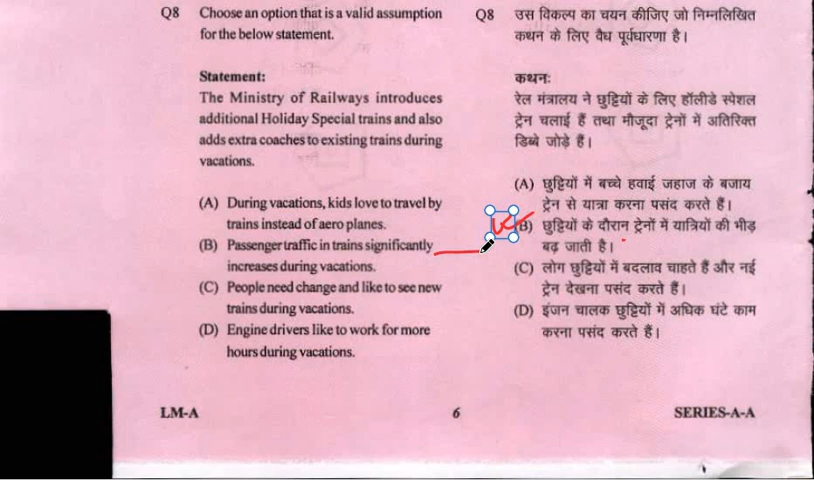 Q8 Choose an option that is a valid assumption
for the below statement.
Statement:
The Ministry of Railways introduces
additional Holiday Special trains and also
adds extra coaches to existing trains during
vacations.
(A) During vacations, kids love to travel by
trains instead of aero planes.
(B) Passenger traffic in trains significantly
increases during vacations.
(C) People need change and like to see new
trains during vacations.
(D) Engine drivers like to work for more
hours during vacations.
Q8 उस विकल्प का चयन कीजिए जो निम्नलिखित
कथन के लिए वैध पूर्वधारणा है।
कथन:
रेल मंत्रालय ने छुट्टियों के लिए हॉलीडे स्पेशल
ट्रेन चलाई हैं तथा मौजूदा ट्रेनों में अतिरिक्त
डिब्बे जोड़े हैं।
(A) छुट्टियों में बच्चे हवाई जहाज के बजाय
ट्रेन से यात्रा करना पसंद करते हैं।
(B) छुट्टियों के दौरान ट्रेनों में यात्रियों की भीड़
बढ़ जाती है।
(C) लोग छुट्टियों में बदलाव चाहते हैं और नई
ट्रेन देखना पसंद करते हैं।
(D) इंजन चालक छुट्टियों में अधिक घंटे काम
करना पसंद करते हैं।
LM-A 6 SERIES-A-A